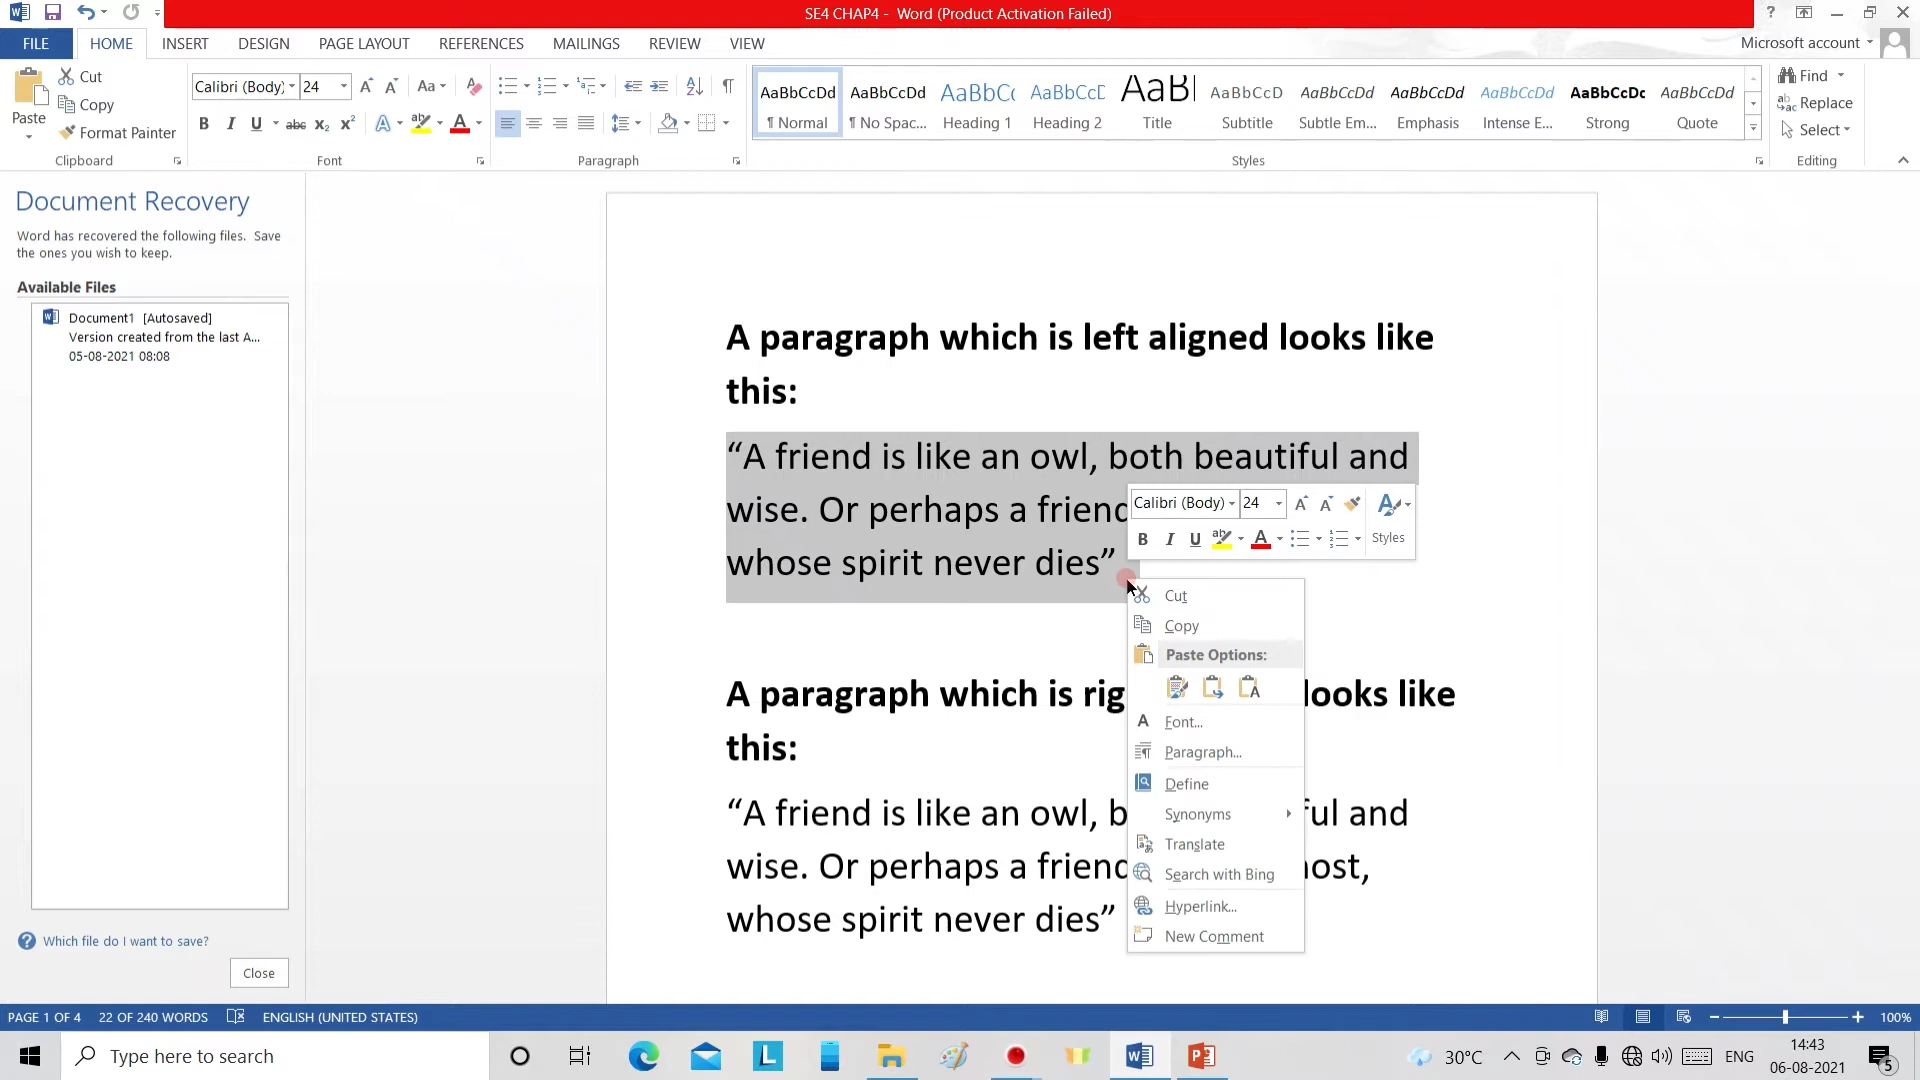 SE4 CHAP4 - Word (Product Activation Failed)
?
FILE HOME INSERT DESIGN PAGE LAYOUT REFERENCES MAILINGS REVIEW VIEW
Microsoft account
Paste
Cut
Copy
Format Painter
Clipboard
Calibri (Body) 24
Font
Paragraph
AaBbCcDd AaBbCcDd AaBbCc AaBbCcC AaBl AaBbCcD AaBbCcDd AaBbCcDd AaBbCcDd AaBbCcDc AaBbCcDd
¶ Normal ¶ No Spac... Heading 1 Heading 2 Title Subtitle Subtle Em... Emphasis Intense E... Strong Quote
Styles
Find
Replace
Select
Editing
Document Recovery
Word has recovered the following files. Save
the ones you wish to keep.
Available Files
Document1 [Autosaved]
Version created from the last A...
05-08-2021 08:08
Which file do I want to save?
Close
A paragraph which is left aligned looks like
this:
“A friend is like an owl, both beautiful and
wise. Or perhaps a friend
whose spirit never dies”
A paragraph which is rig looks like
this:
“A friend is like an owl, b ful and
wise. Or perhaps a friend ost,
whose spirit never dies”
Calibri (Body) 24
B I U Styles
Cut
Copy
Paste Options:
Font...
Paragraph...
Define
Synonyms
Translate
Search with Bing
Hyperlink...
New Comment
PAGE 1 OF 4 22 OF 240 WORDS ENGLISH (UNITED STATES)
100%
Type here to search
30°C
ENG
14:43
06-08-2021
5